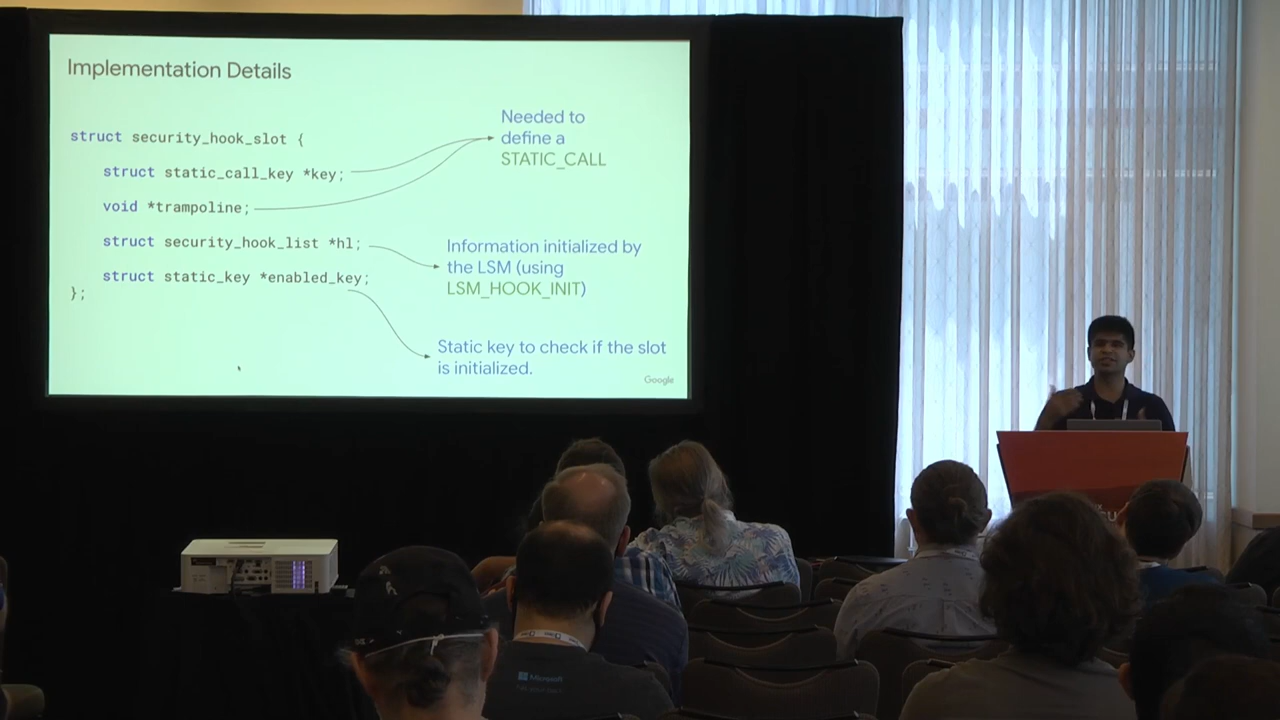 Implementation Details
struct security_hook_slot {
struct static_call_key *key;
void *trampoline;
struct security_hook_list *hl;
struct static_key *enabled_key;
};
Needed to
define a
STATIC_CALL
Information initialized by
the LSM (using
LSM_HOOK_INIT)
Static key to check if the slot
is initialized.
Google
Microsoft